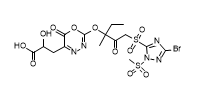 O O O O O
OH S N
O Br
HO N N O N N
O O S O